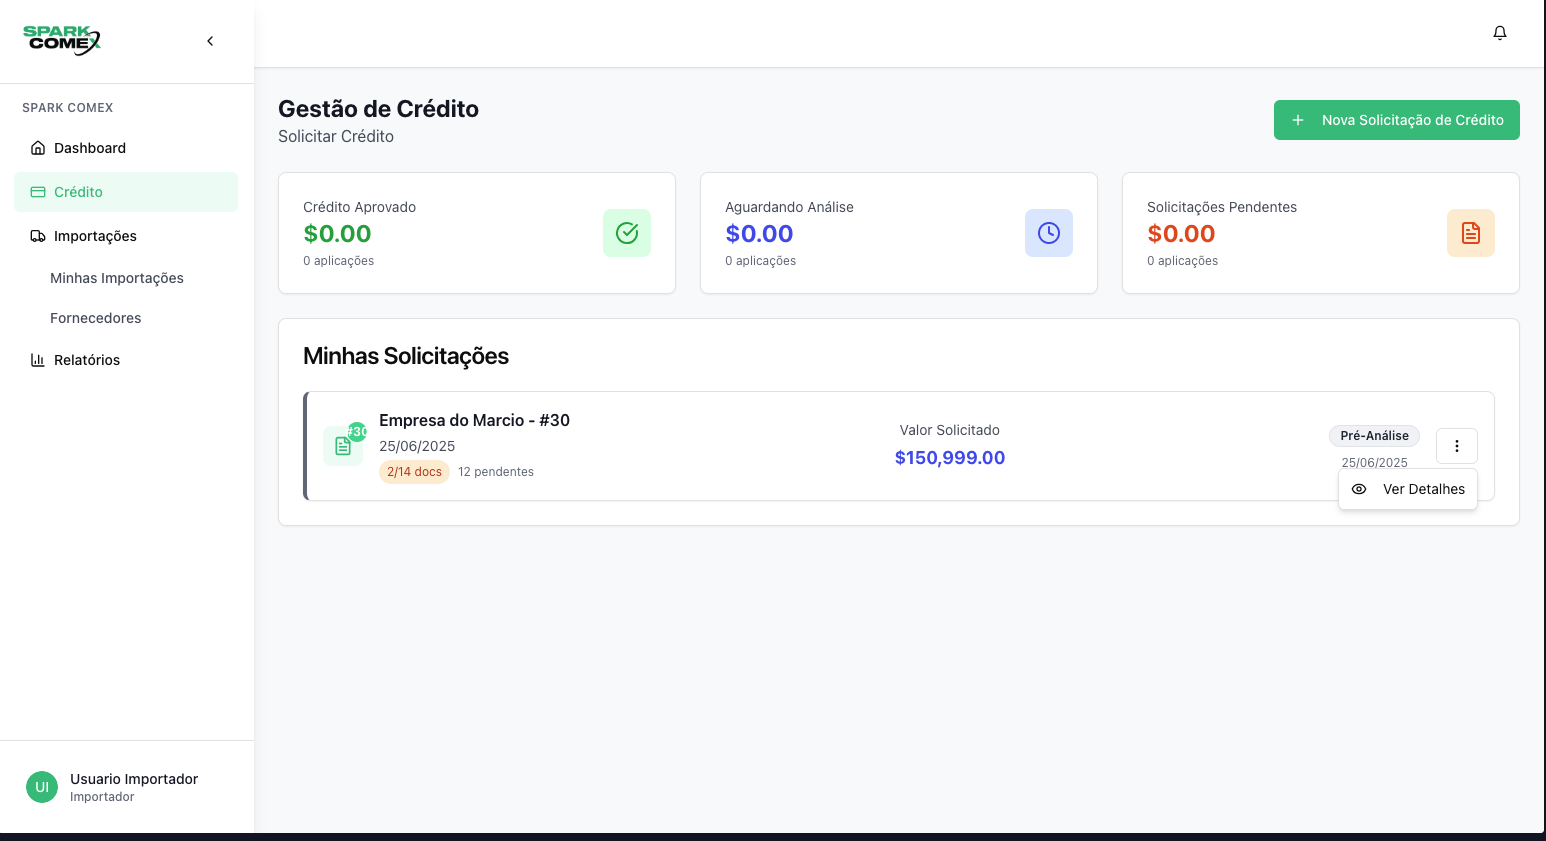 SPARK
COMEX
SPARK COMEX
Dashboard
Crédito
Importações
Minhas Importações
Fornecedores
Relatórios
UI
Usuario Importador
Importador
Gestão de Crédito
Solicitar Crédito
Nova Solicitação de Crédito
Crédito Aprovado
$0.00
0 aplicações
Aguardando Análise
$0.00
0 aplicações
Solicitações Pendentes
$0.00
0 aplicações
Minhas Solicitações
#30
Empresa do Marcio - #30
25/06/2025
2/14 docs 12 pendentes
Valor Solicitado
$150,999.00
Pré-Análise
25/06/2025
Ver Detalhes